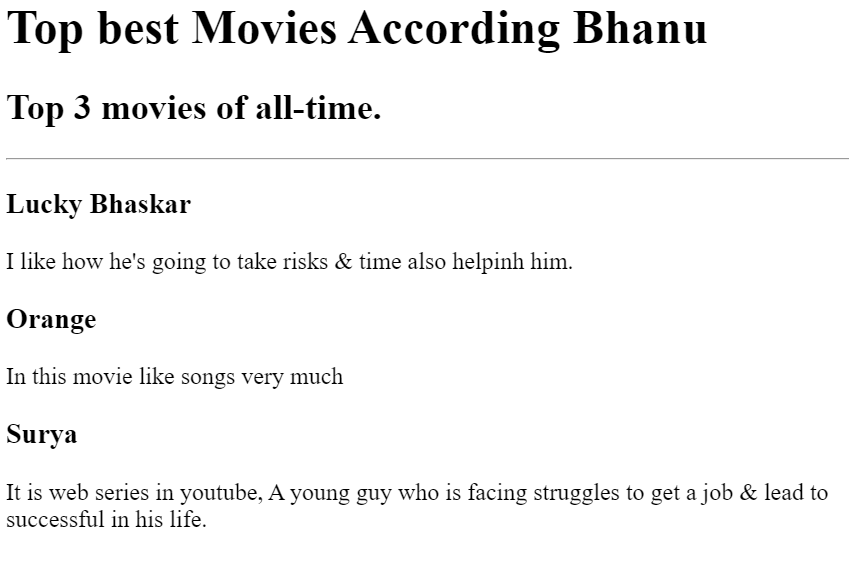 Top best Movies According Bhanu
Top 3 movies of all-time.
Lucky Bhaskar
I like how he's going to take risks & time also helpinh him.
Orange
In this movie like songs very much
Surya
It is web series in youtube, A young guy who is facing struggles to get a job & lead to
successful in his life.